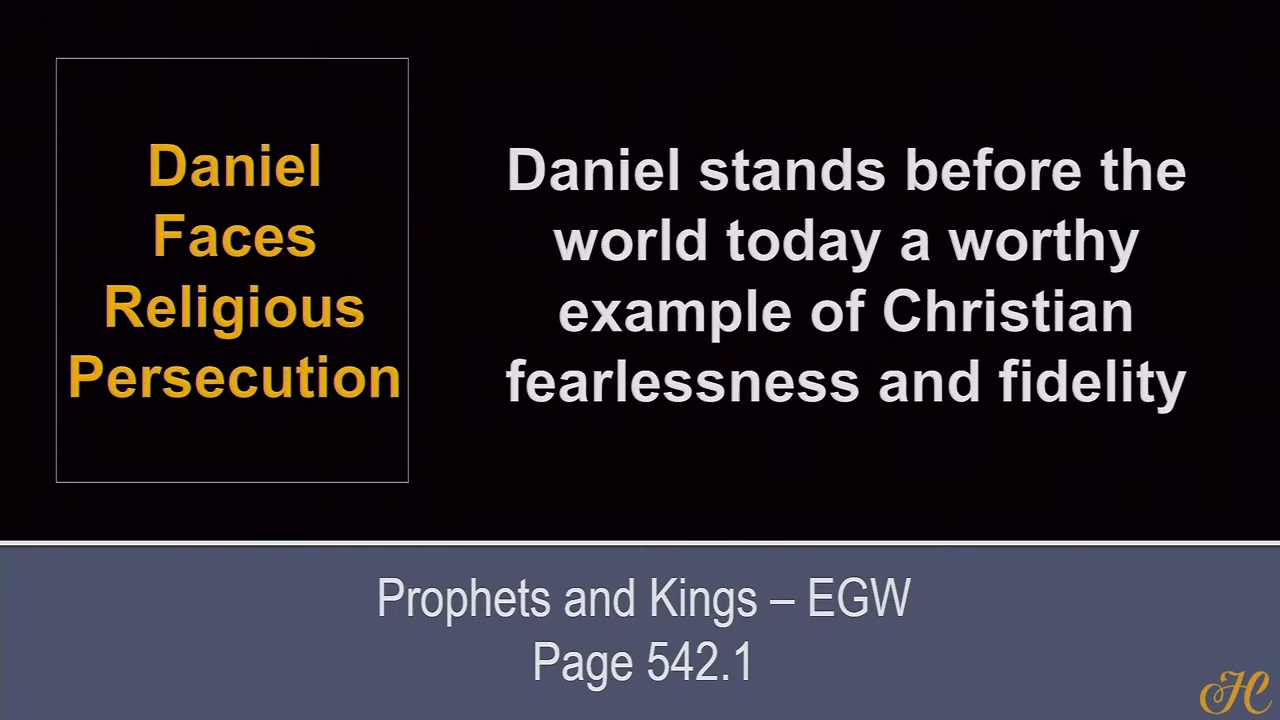 Daniel
Faces
Religious
Persecution
Daniel stands before the
world today a worthy
example of Christian
fearlessness and fidelity
Prophets and Kings – EGW
Page 542.1
HC